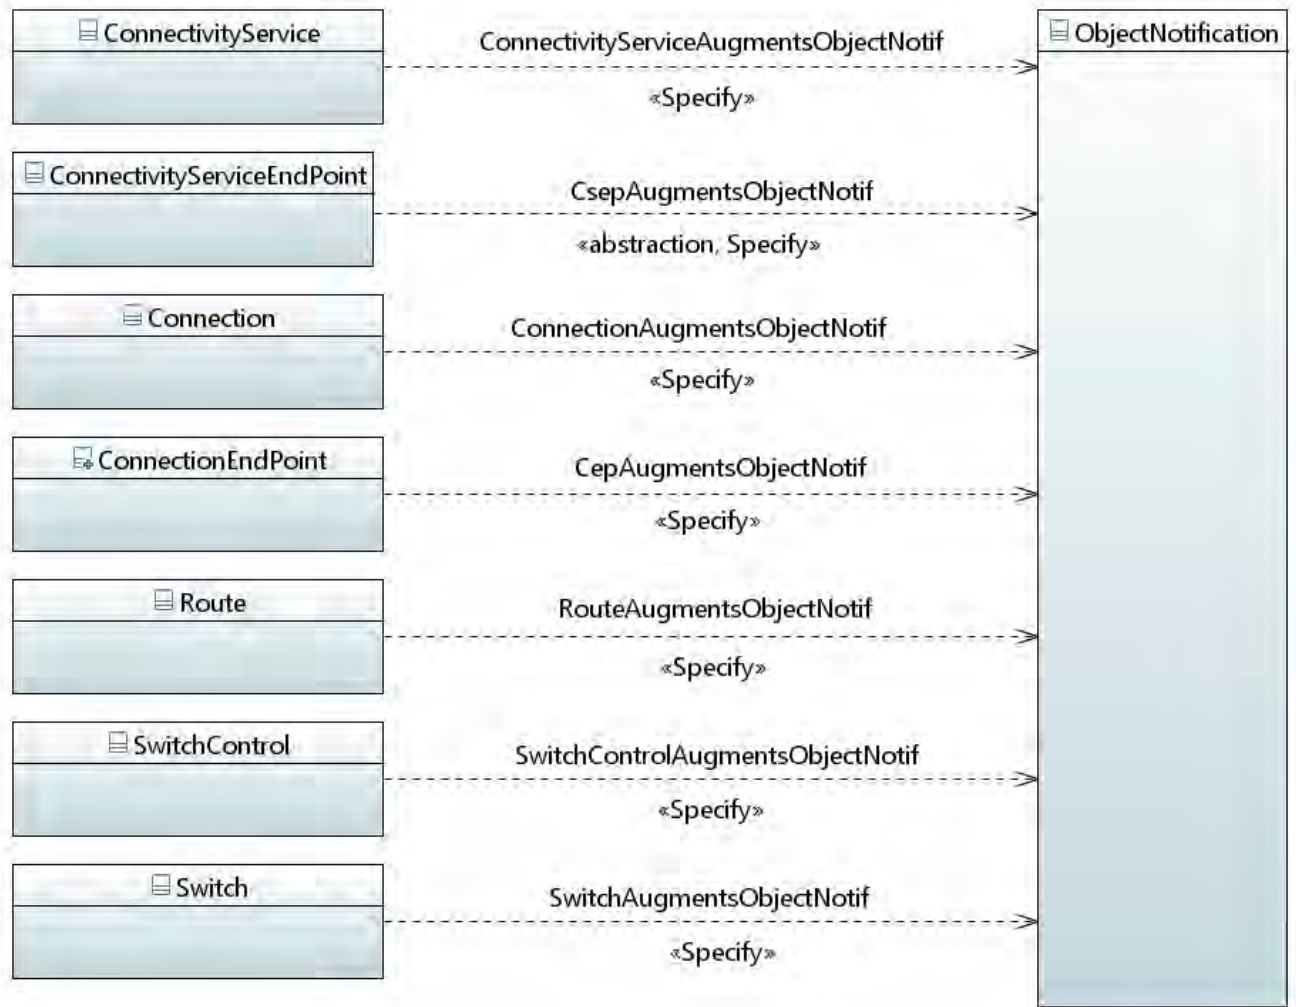 ConnectivityService
ConnectivityServiceAugmentsObjectNotif
«Specify»
ObjectNotification
ConnectivityServiceEndPoint
CsepAugmentsObjectNotif
«abstraction, Specify»
Connection
ConnectionAugmentsObjectNotif
«Specify»
ConnectionEndPoint
CepAugmentsObjectNotif
«Specify»
Route
RouteAugmentsObjectNotif
«Specify»
SwitchControl
SwitchControlAugmentsObjectNotif
«Specify»
Switch
SwitchAugmentsObjectNotif
«Specify»